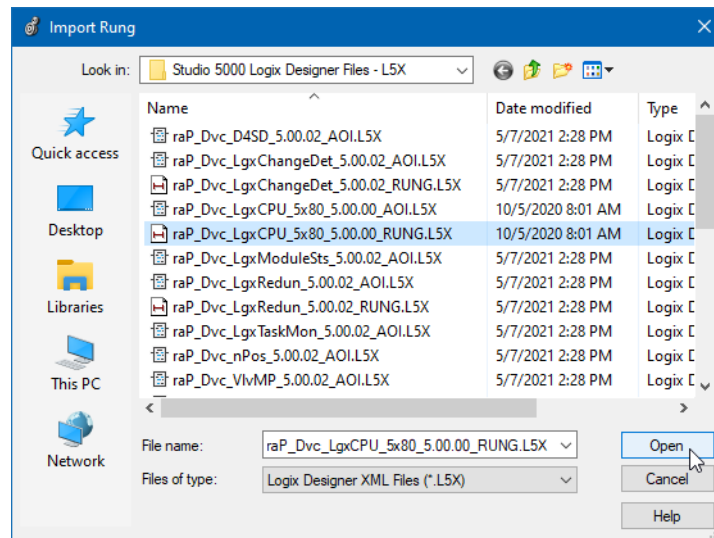 Import Rung
Look in: Studio 5000 Logix Designer Files - L5X
Name Date modified Type
raP_Dvc_D4SD_5.00.02_AOI.L5X 5/7/2021 2:28 PM Logix D
raP_Dvc_LgxChangeDet_5.00.02_AOI.L5X 5/7/2021 2:28 PM Logix D
raP_Dvc_LgxChangeDet_5.00.02_RUNG.L5X 5/7/2021 2:28 PM Logix D
raP_Dvc_LgxCPU_5x80_5.00.00_AOI.L5X 10/5/2020 8:01 AM Logix D
raP_Dvc_LgxCPU_5x80_5.00.00_RUNG.L5X 10/5/2020 8:01 AM Logix D
raP_Dvc_LgxModuleSts_5.00.02_AOI.L5X 5/7/2021 2:28 PM Logix D
raP_Dvc_LgxRedun_5.00.02_AOI.L5X 5/7/2021 2:28 PM Logix D
raP_Dvc_LgxRedun_5.00.02_RUNG.L5X 5/7/2021 2:28 PM Logix D
raP_Dvc_LgxTaskMon_5.00.02_AOI.L5X 5/7/2021 2:28 PM Logix D
raP_Dvc_nPos_5.00.02_AOI.L5X 5/7/2021 2:28 PM Logix D
raP_Dvc_VlvMP_5.00.02_AOI.L5X 5/7/2021 2:28 PM Logix D
Quick access
Desktop
Libraries
This PC
Network
File name: raP_Dvc_LgxCPU_5x80_5.00.00_RUNG.L5X Open
Files of type: Logix Designer XML Files (*.L5X) Cancel
Help